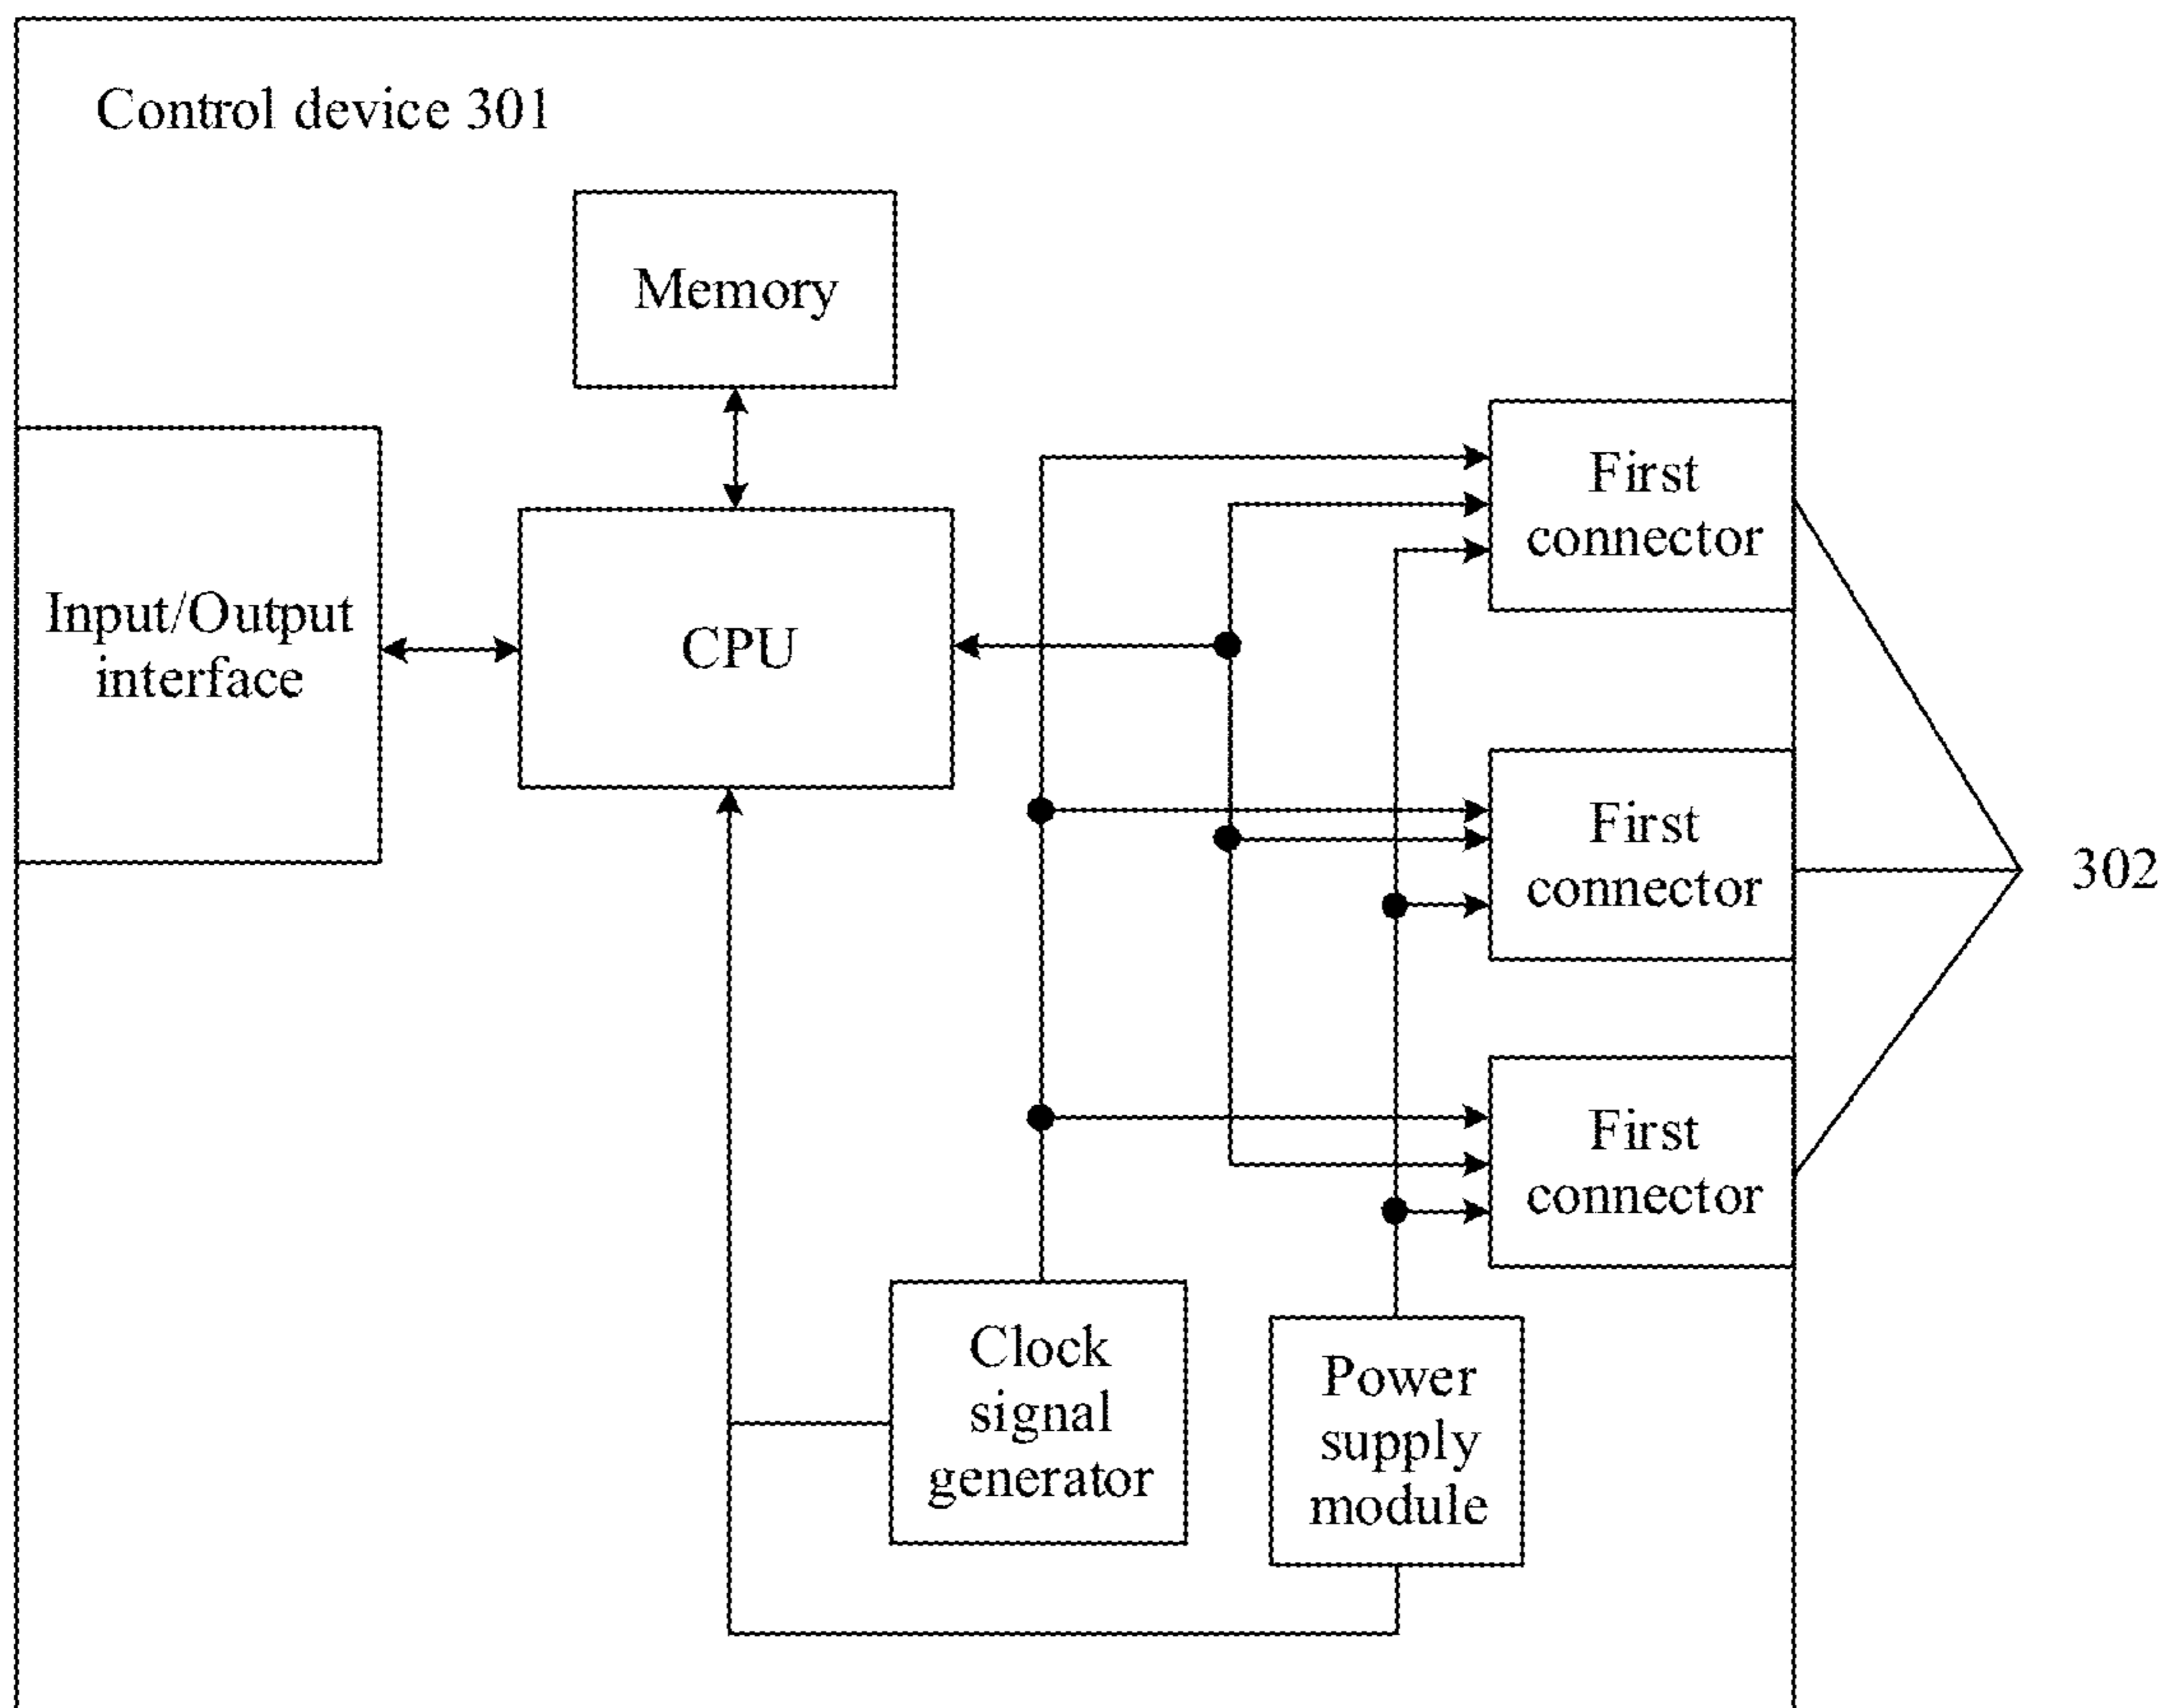 Control device 301
Memory
Input/Output
interface
CPU
First
connector
First
connector
302
First
connector
Clock
signal
generator
Power
supply
module